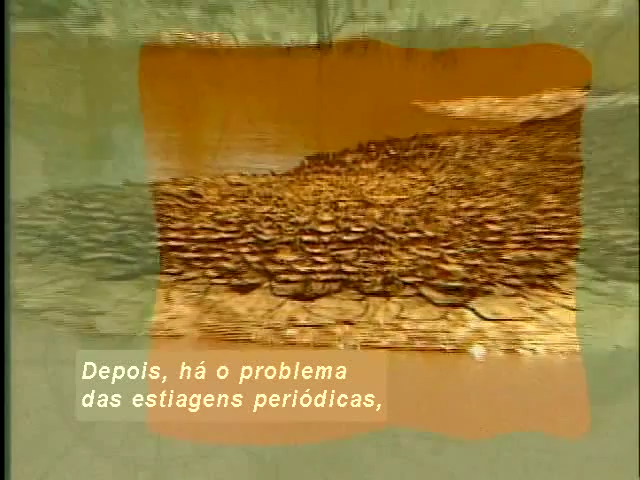 Depois, há o problema
das estiagens periódicas,